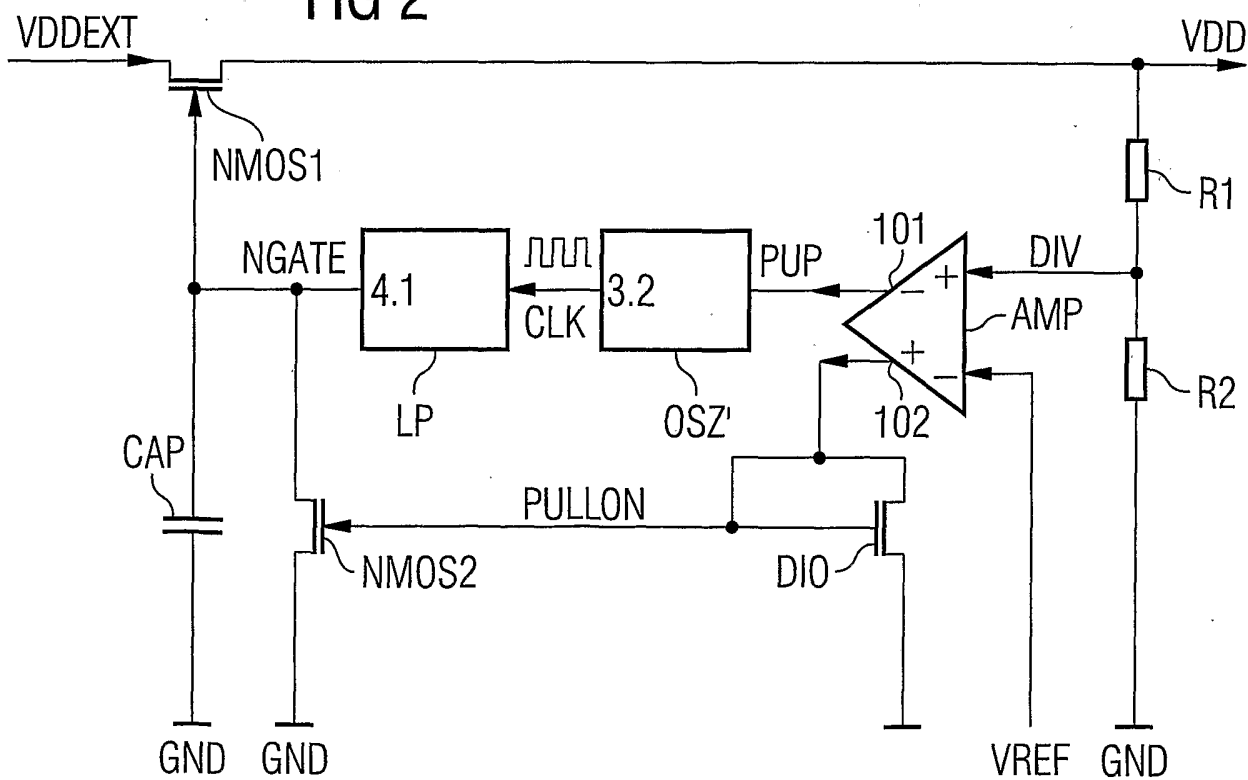 FIG 2
VDDEXT
VDD
NMOS1
R1
101
NGATE
4.1
3.2
PUP
DIV
+
−
CLK
AMP
+
−
R2
LP
OSZ'
102
CAP
PULLON
NMOS2
DIO
GND
GND
VREF
GND